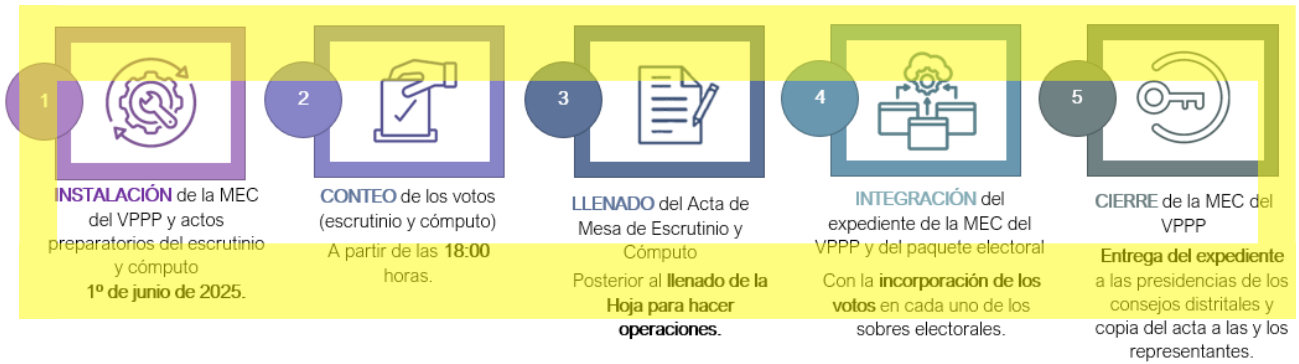 1
INSTALACIÓN de la MEC
del VPPP y actos
preparatorios del escrutinio
y cómputo
1º de junio de 2025.
2
CONTEO de los votos
(escrutinio y cómputo)
A partir de las 18:00
horas.
3
LLENADO del Acta de
Mesa de Escrutinio y
Cómputo
Posterior al llenado de la
Hoja para hacer
operaciones.
4
INTEGRACIÓN del
expediente de la MEC del
VPPP y del paquete electoral
Con la incorporación de los
votos en cada uno de los
sobres electorales.
5
CIERRE de la MEC del
VPPP
Entrega del expediente
a las presidencias de los
consejos distritales y
copia del acta a las y los
representantes.